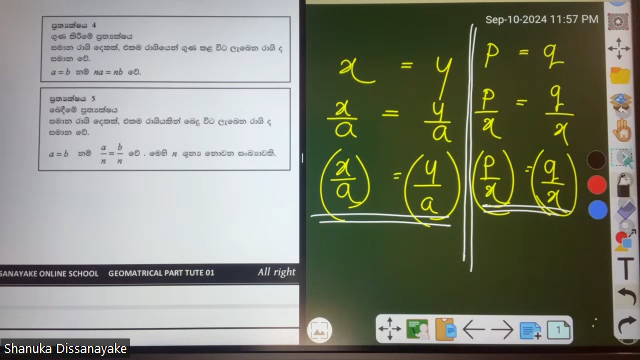 ප්‍රත්‍යක්ෂය 4
ගුණ කිරීමේ ප්‍රත්‍යක්ෂය
සමාන රාශි දෙකක්, එකම රාශියෙන් ගුණ කළ විට ලැබෙන රාශි ද
සමාන වේ.
a = b නම් na = nb වේ.
ප්‍රත්‍යක්ෂය 5
බෙදීමේ ප්‍රත්‍යක්ෂය
සමාන රාශි දෙකක්, එකම රාශියකින් බෙදූ විට ලැබෙන රාශි ද
සමාන වේ.
a = b නම් a/n = b/n වේ. මෙහි n ශුන්‍ය නොවන සංඛ්‍යාවකි.
SANAYAKE ONLINE SCHOOL GEOMATRICAL PART TUTE 01 All right
Shanuka Dissanayake
Sep-10-2024 11:57 PM
x = y
x/a = y/a
(x/a) = (y/a)
p = q
p/x = q/x
(p/x) = (q/x)
T
1